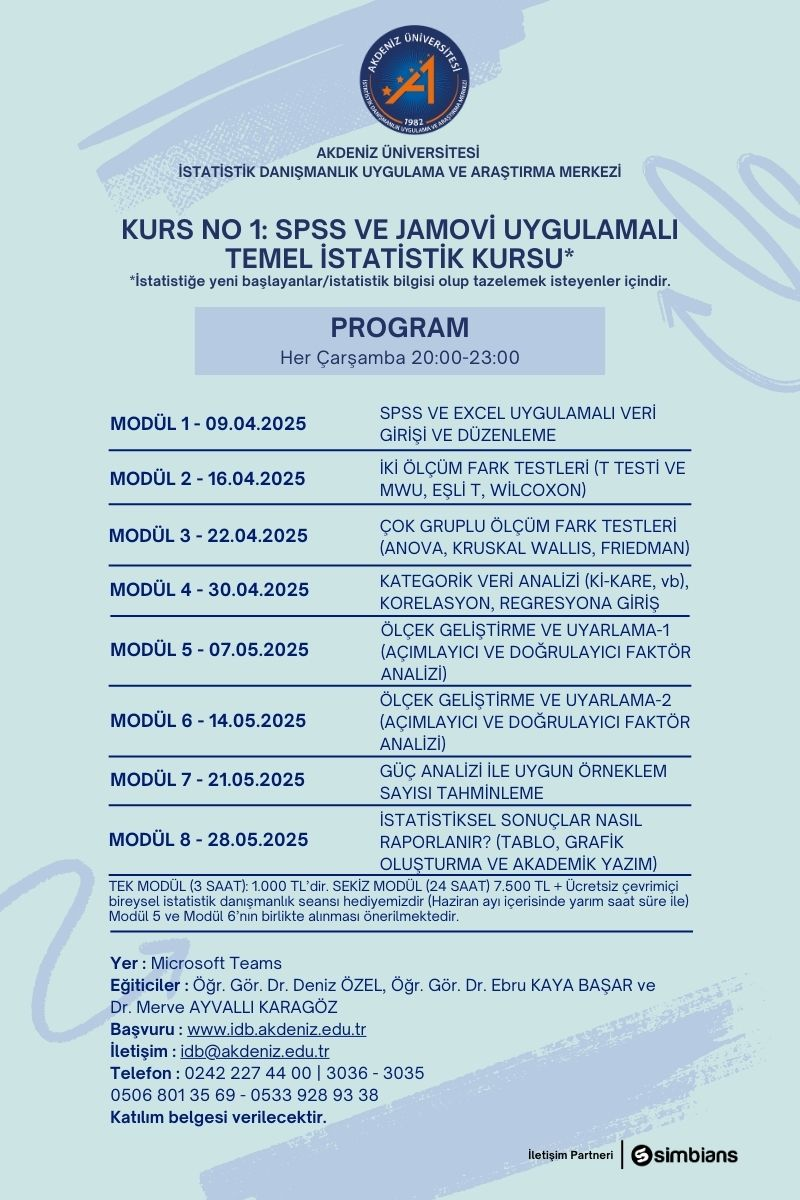 AKDENİZ ÜNİVERSİTESİ
İSTATİSTİK DANIŞMANLIK UYGULAMA VE ARAŞTIRMA MERKEZİ
1982
AKDENİZ ÜNİVERSİTESİ
İSTATİSTİK DANIŞMANLIK UYGULAMA VE ARAŞTIRMA MERKEZİ
KURS NO 1: SPSS VE JAMOVİ UYGULAMALI
TEMEL İSTATİSTİK KURSU*
*İstatistiğe yeni başlayanlar/istatistik bilgisi olup tazelemek isteyenler içindir.
PROGRAM
Her Çarşamba 20:00-23:00
MODÜL 1 - 09.04.2025
SPSS VE EXCEL UYGULAMALI VERİ
GİRİŞİ VE DÜZENLEME
MODÜL 2 - 16.04.2025
İKİ ÖLÇÜM FARK TESTLERİ (T TESTİ VE
MWU, EŞLİ T, WİLCOXON)
MODÜL 3 - 22.04.2025
ÇOK GRUPLU ÖLÇÜM FARK TESTLERİ
(ANOVA, KRUSKAL WALLIS, FRIEDMAN)
MODÜL 4 - 30.04.2025
KATEGORİK VERİ ANALİZİ (Kİ-KARE, vb),
KORELASYON, REGRESYONA GİRİŞ
MODÜL 5 - 07.05.2025
ÖLÇEK GELİŞTİRME VE UYARLAMA-1
(AÇIMLAYICI VE DOĞRULAYICI FAKTÖR
ANALİZİ)
MODÜL 6 - 14.05.2025
ÖLÇEK GELİŞTİRME VE UYARLAMA-2
(AÇIMLAYICI VE DOĞRULAYICI FAKTÖR
ANALİZİ)
MODÜL 7 - 21.05.2025
GÜÇ ANALİZİ İLE UYGUN ÖRNEKLEM
SAYISI TAHMİNLEME
MODÜL 8 - 28.05.2025
İSTATİSTİKSEL SONUÇLAR NASIL
RAPORLANIR? (TABLO, GRAFİK
OLUŞTURMA VE AKADEMİK YAZIM)
TEK MODÜL (3 SAAT): 1.000 TL'dir. SEKİZ MODÜL (24 SAAT) 7.500 TL + Ücretsiz çevrimiçi
bireysel istatistik danışmanlık seansı hediyemizdir (Haziran ayı içerisinde yarım saat süre ile)
Modül 5 ve Modül 6'nın birlikte alınması önerilmektedir.
Yer : Microsoft Teams
Eğiticiler : Öğr. Gör. Dr. Deniz ÖZEL, Öğr. Gör. Dr. Ebru KAYA BAŞAR ve
Dr. Merve AYVALLI KARAGÖZ
Başvuru : www.idb.akdeniz.edu.tr
İletişim : idb@akdeniz.edu.tr
Telefon : 0242 227 44 00 | 3036 - 3035
0506 801 35 69 - 0533 928 93 38
Katılım belgesi verilecektir.
İletişim Partneri | simbians